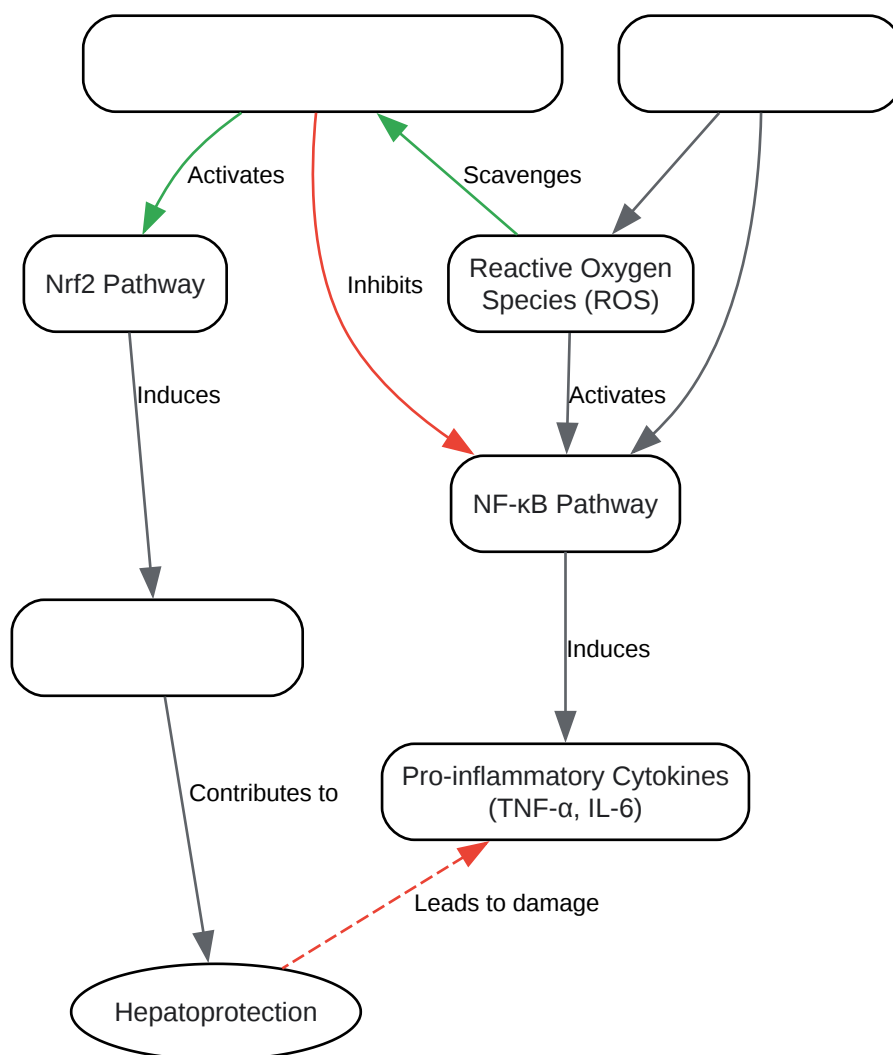 Activates
Scavenges
Nrf2 Pathway
Inhibits
Reactive Oxygen
Species (ROS)
Induces
Activates
NF-κB Pathway
Induces
Pro-inflammatory Cytokines
(TNF-α, IL-6)
Contributes to
Leads to damage
Hepatoprotection